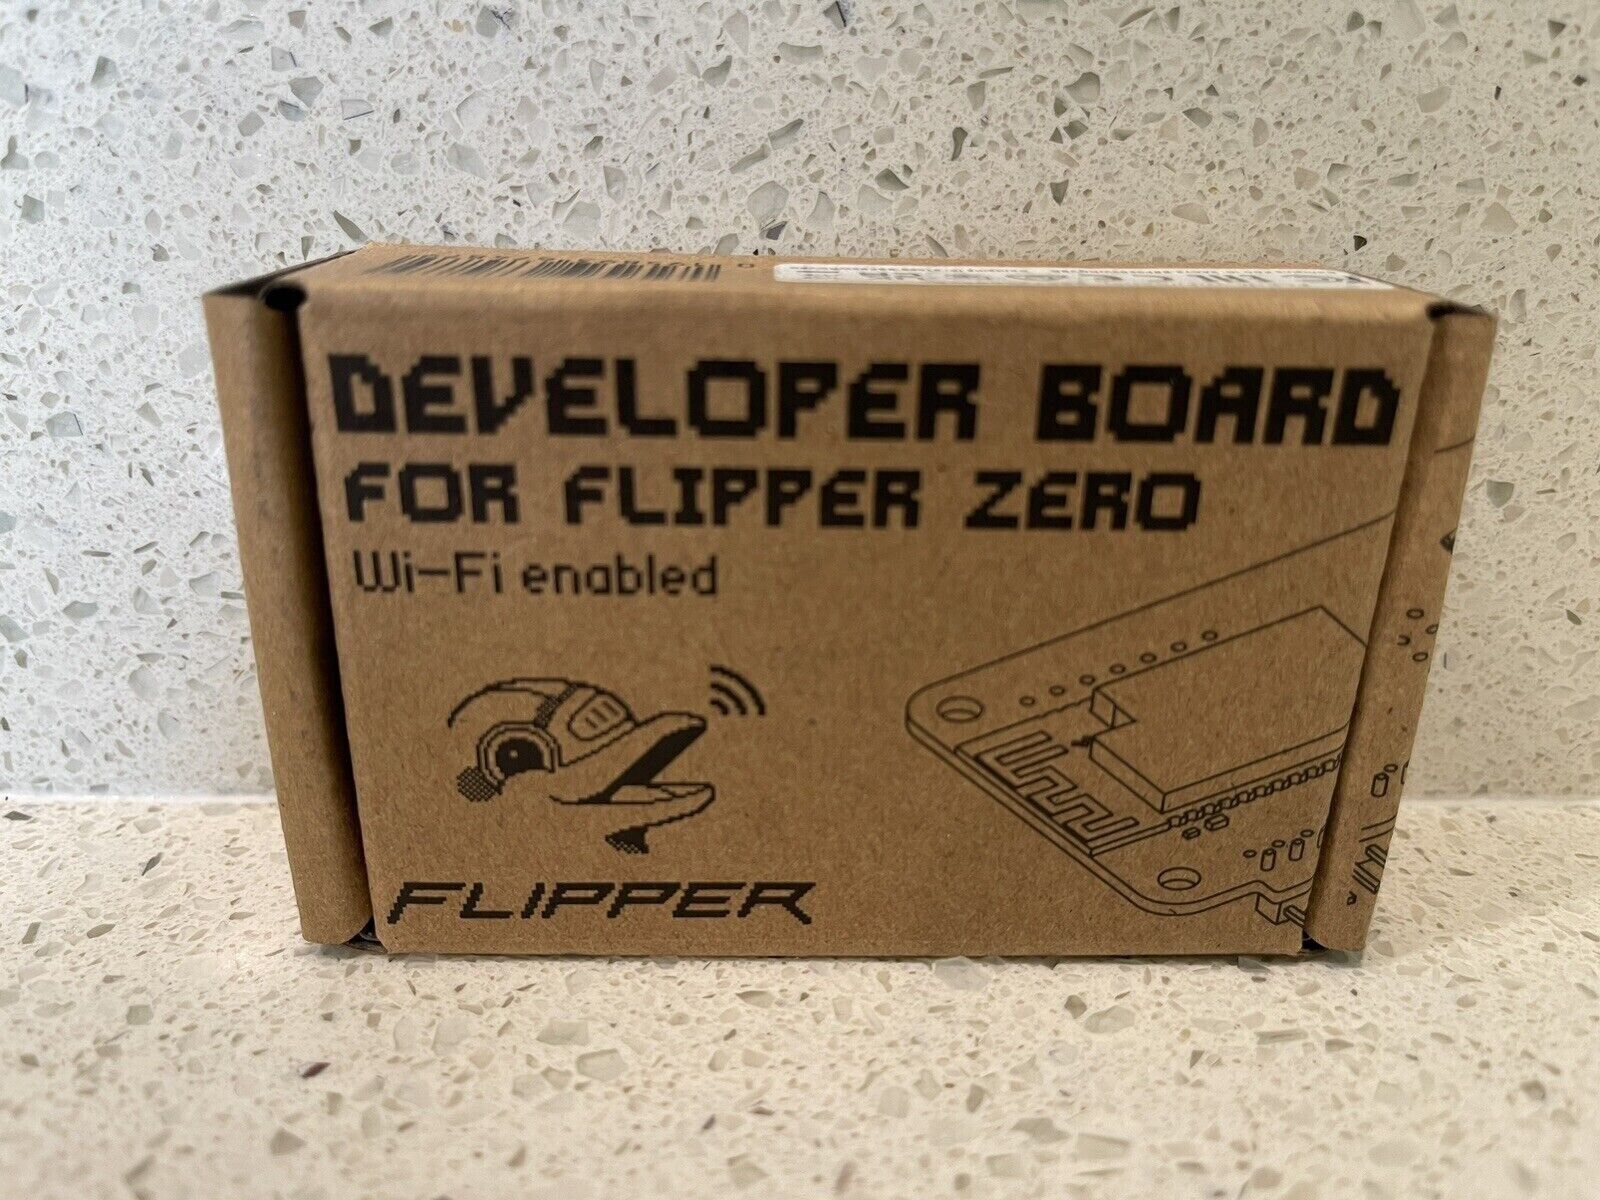 DEVELOPER BOARD
FOR FLIPPER ZERO
Wi-Fi enabled
FLIPPER